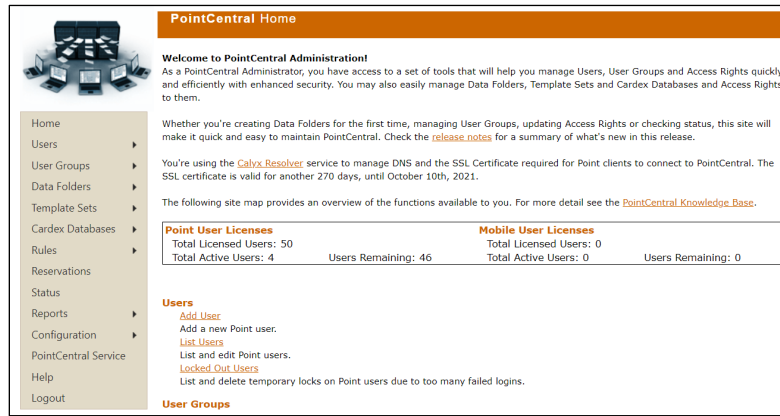 PointCentral Home
Welcome to PointCentral Administration!
As a PointCentral Administrator, you have access to a set of tools that will help you manage Users, User Groups and Access Rights quickly
and efficiently with enhanced security. You may also easily manage Data Folders, Template Sets and Cardex Databases and Access Rights
to them.
Whether you're creating Data Folders for the first time, managing User Groups, updating Access Rights or checking status, this site will
make it quick and easy to maintain PointCentral. Check the release notes for a summary of what's new in this release.
You're using the Calyx Resolver service to manage DNS and the SSL Certificate required for Point clients to connect to PointCentral. The
SSL certificate is valid for another 270 days, until October 10th, 2021.
The following site map provides an overview of the functions available to you. For more detail see the PointCentral Knowledge Base.
Home
Users
User Groups
Data Folders
Template Sets
Cardex Databases
Rules
Reservations
Status
Reports
Configuration
PointCentral Service
Help
Logout
Point User Licenses
Total Licensed Users: 50
Total Active Users: 4 Users Remaining: 46
Mobile User Licenses
Total Licensed Users: 0
Total Active Users: 0 Users Remaining: 0
Users
Add User
Add a new Point user.
List Users
List and edit Point users.
Locked Out Users
List and delete temporary locks on Point users due to too many failed logins.
User Groups